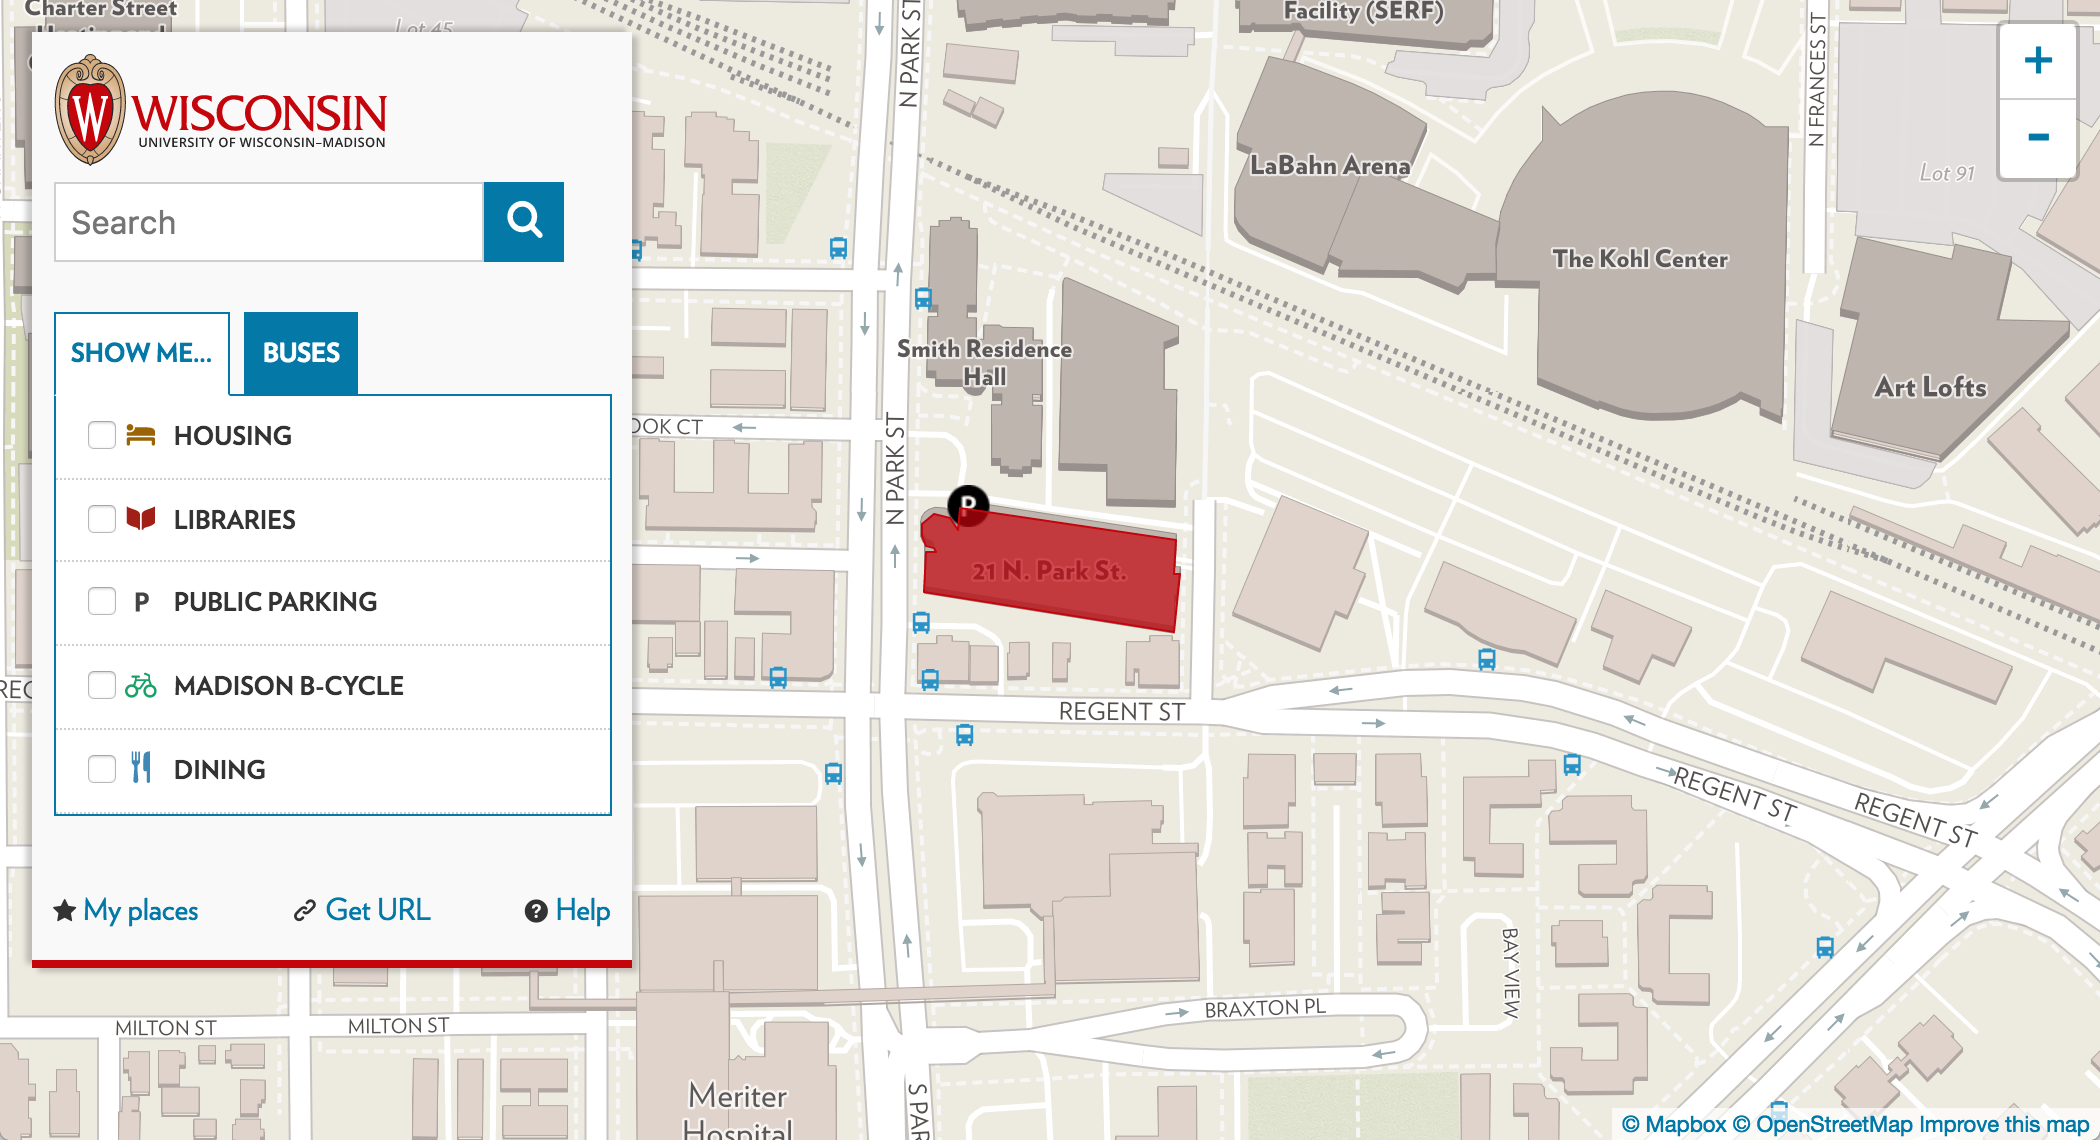 Charter Street
Lot 45
N PARK ST
Facility (SERF)
N FRANCES ST
+
-
W
WISCONSIN
UNIVERSITY OF WISCONSIN–MADISON
Search
LaBahn Arena
Lot 91
The Kohl Center
SHOW ME...
BUSES
Smith Residence
Hall
Art Lofts
HOUSING
OOK CT
N PARK ST
LIBRARIES
P
21 N. Park St.
P PUBLIC PARKING
MADISON B-CYCLE
REG
REGENT ST
DINING
REGENT ST
REGENT ST
My places
Get URL
? Help
BAY VIEW
BRAXTON PL
MILTON ST
MILTON ST
Meriter
Hospital
S PAR
© Mapbox © OpenStreetMap Improve this map